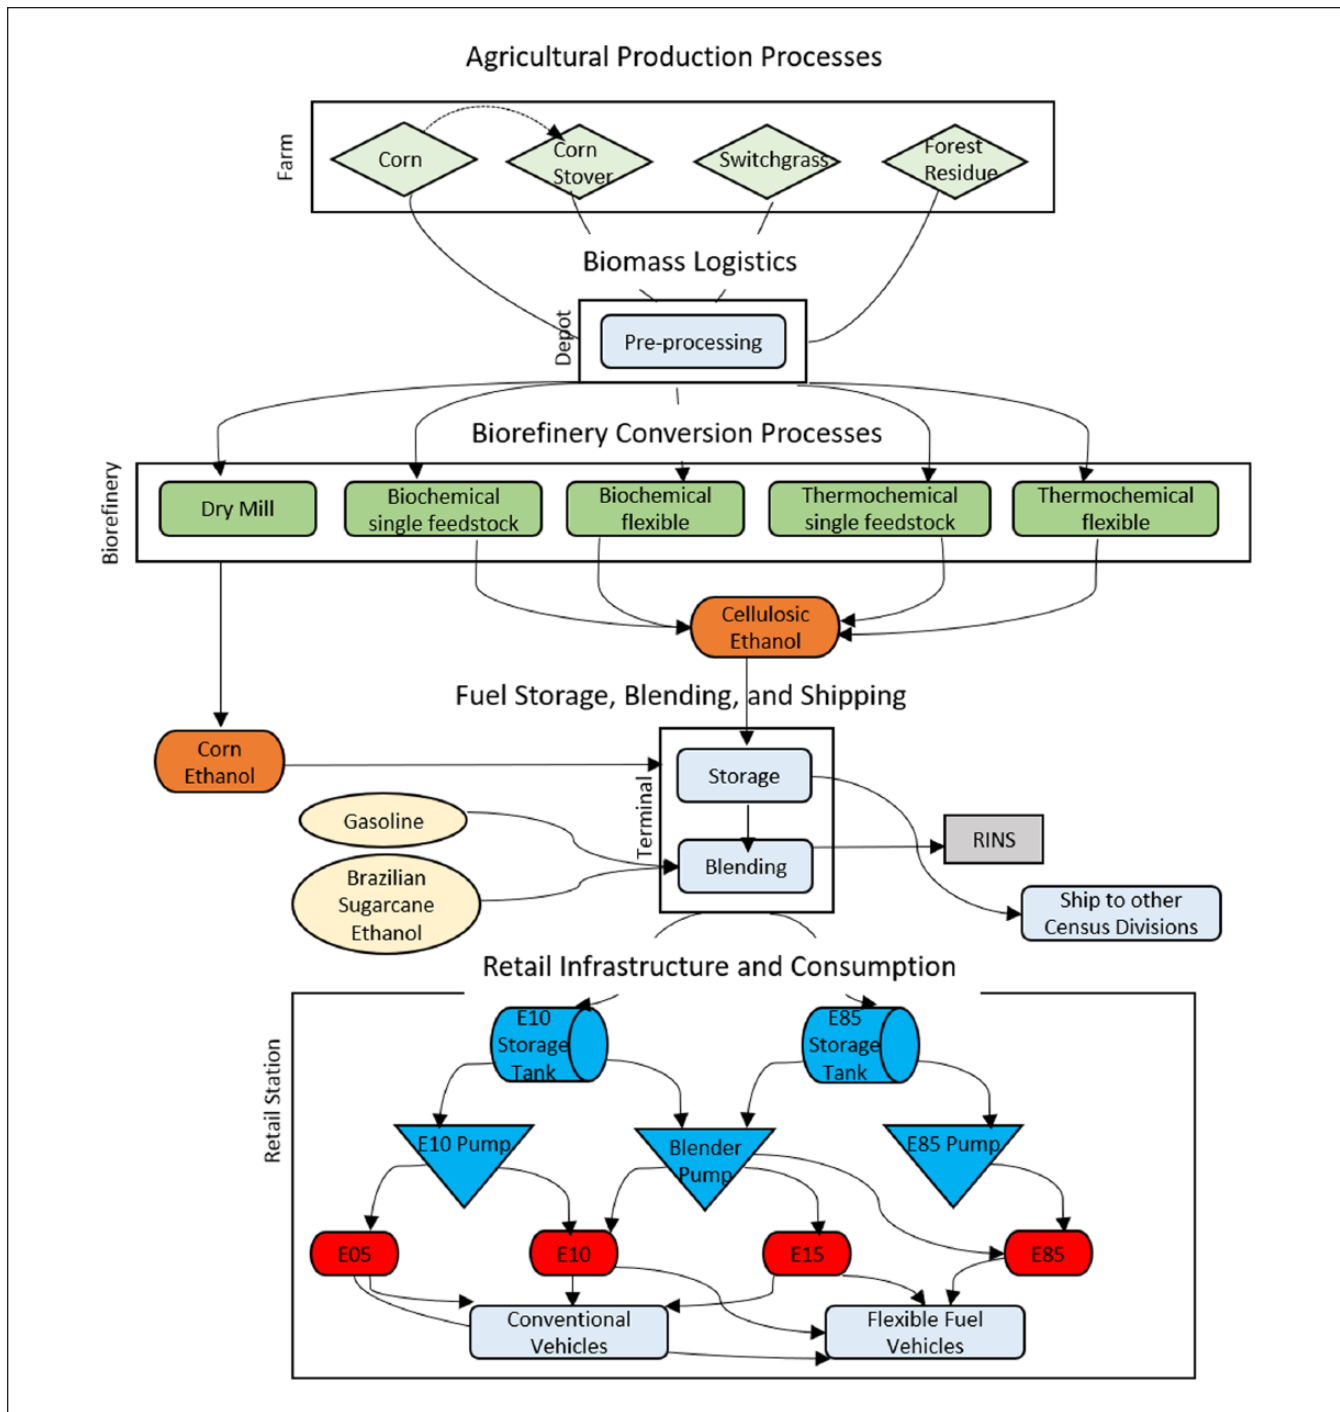 Agricultural Production Processes
Farm
Corn
Corn
Stover
Switchgrass
Forest
Residue
Biomass Logistics
Depot
Pre-processing
Biorefinery Conversion Processes
Biorefinery
Dry Mill
Biochemical
single feedstock
Biochemical
flexible
Thermochemical
single feedstock
Thermochemical
flexible
Cellulosic
Ethanol
Fuel Storage, Blending, and Shipping
Corn
Ethanol
Terminal
Storage
Gasoline
Blending
RINS
Brazilian
Sugarcane
Ethanol
Ship to other
Census Divisions
Retail Infrastructure and Consumption
Retail Station
E10
Storage
Tank
E85
Storage
Tank
E10 Pump
Blender
Pump
E85 Pump
E05
E10
E15
E85
Conventional
Vehicles
Flexible Fuel
Vehicles